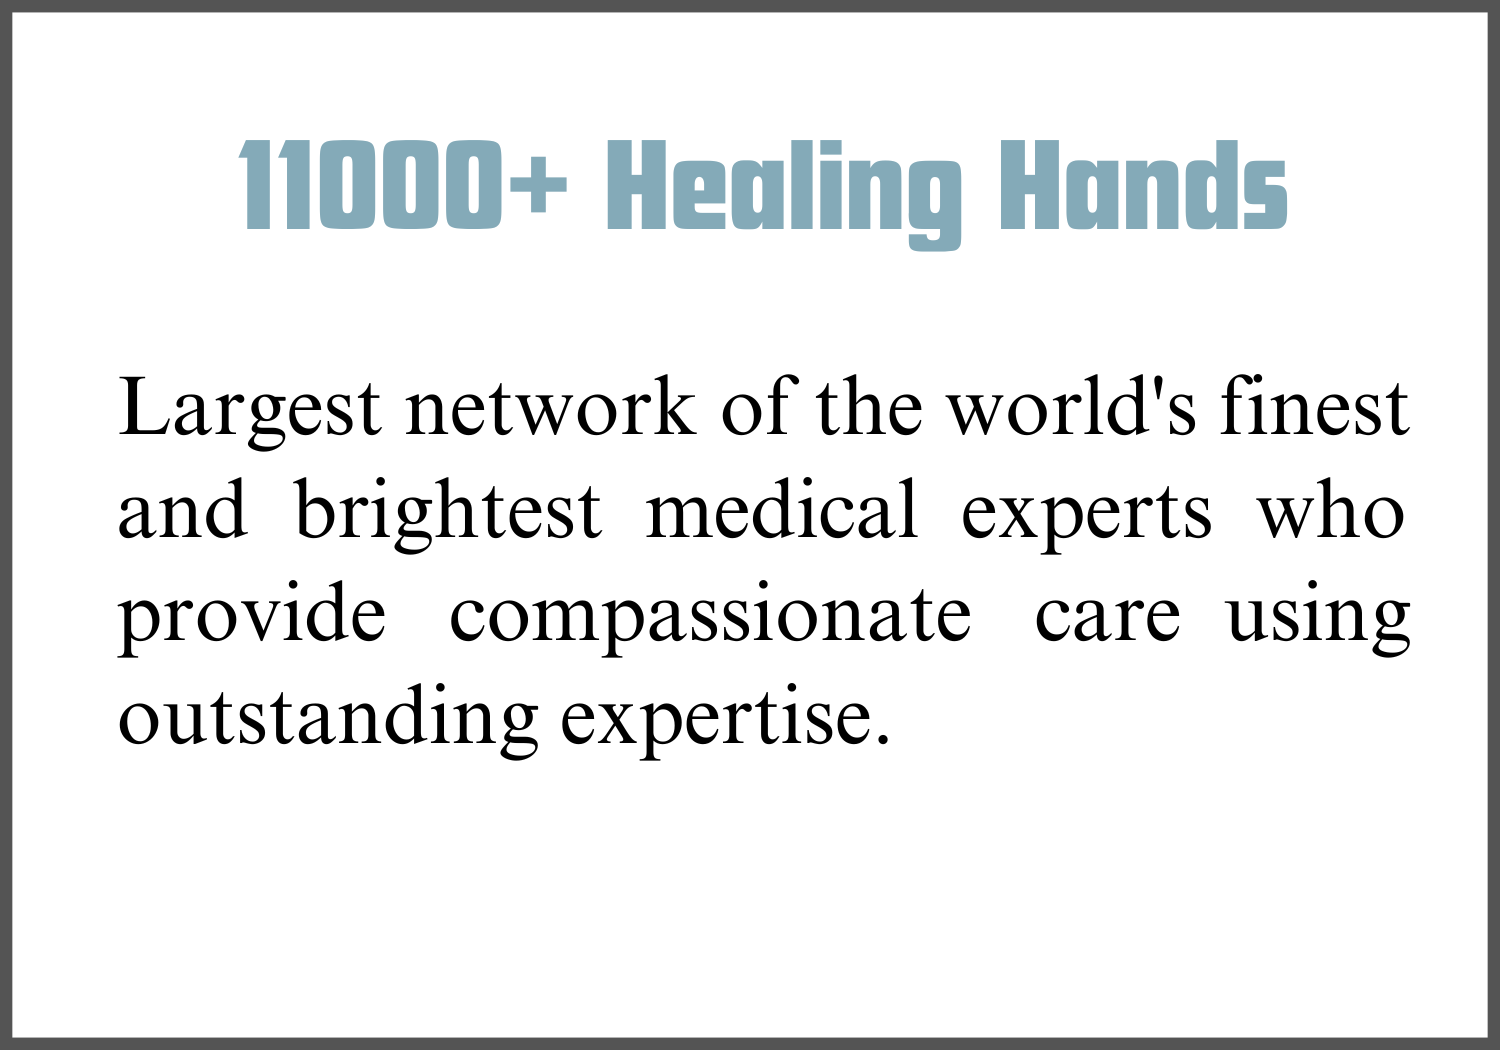 11000+ Healing Hands
Largest network of the world's finest
and brightest medical experts who
provide compassionate care using
outstanding expertise.